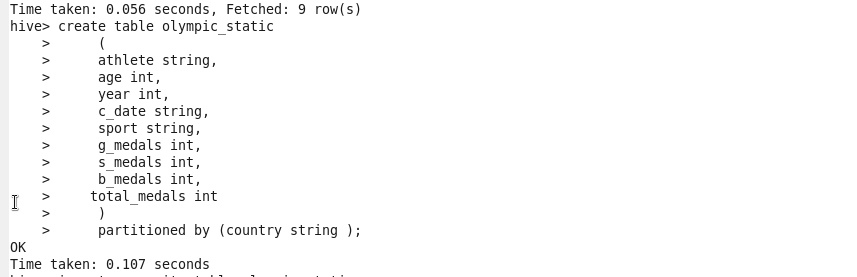 Time taken: 0.056 seconds, Fetched: 9 row(s)
hive> create table olympic_static
    >      (
    >      athlete string,
    >      age int,
    >      year int,
    >      c_date string,
    >      sport string,
    >      g_medals int,
    >      s_medals int,
    >      b_medals int,
    >     total_medals int
    >      )
    >      partitioned by (country string );
OK
Time taken: 0.107 seconds